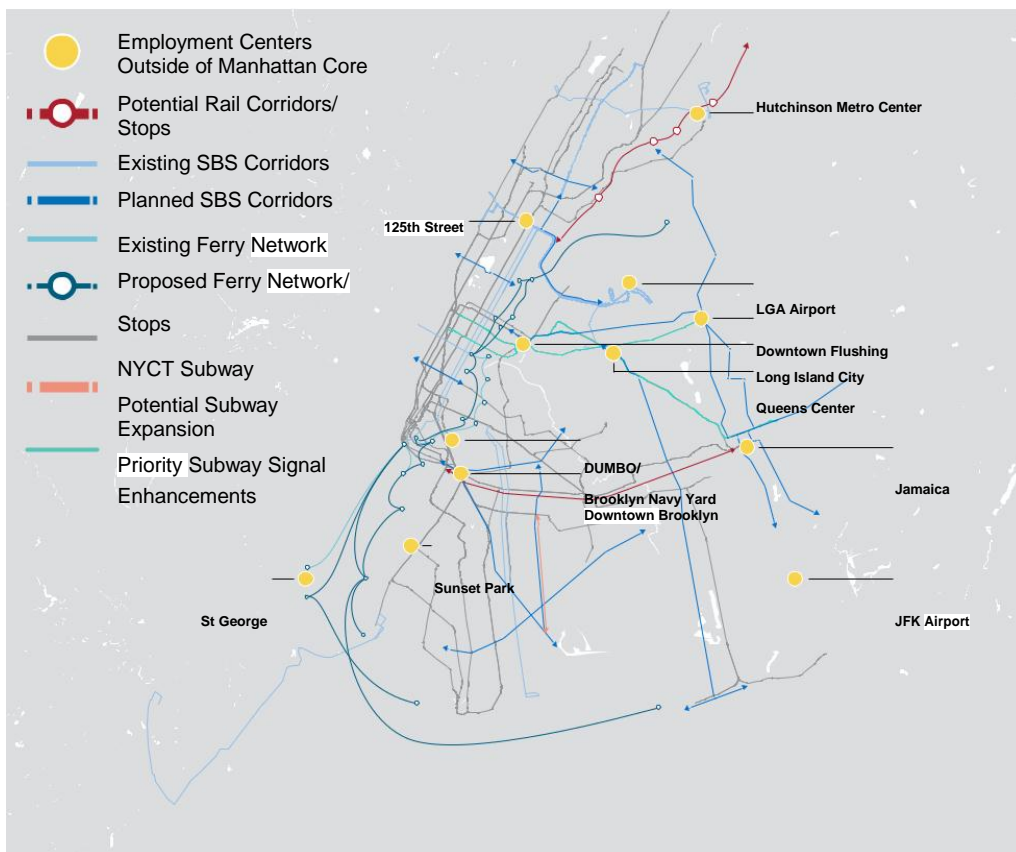 Employment Centers
Outside of Manhattan Core
Potential Rail Corridors/
Stops
Existing SBS Corridors
Planned SBS Corridors
Existing Ferry Network
Proposed Ferry Network/
Stops
NYCT Subway
Potential Subway
Expansion
Priority Subway Signal
Enhancements
Hutchinson Metro Center
125th Street
LGA Airport
Downtown Flushing
Long Island City
Queens Center
DUMBO/
Brooklyn Navy Yard
Downtown Brooklyn
Jamaica
Sunset Park
St George
JFK Airport